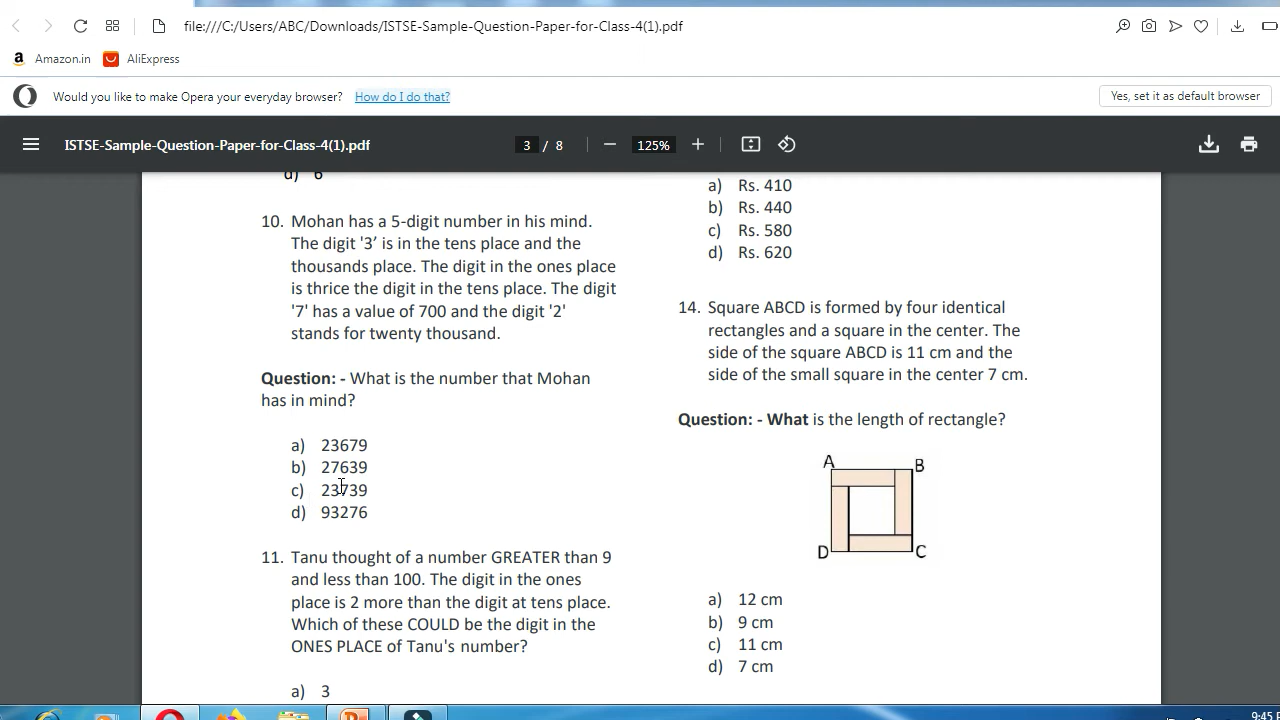 file:///C:/Users/ABC/Downloads/ISTSE-Sample-Question-Paper-for-Class-4(1).pdf
Amazon.in
AliExpress
Would you like to make Opera your everyday browser?
How do I do that?
Yes, set it as default browser
ISTSE-Sample-Question-Paper-for-Class-4(1).pdf
3 / 8
125%
d) 6
10. Mohan has a 5-digit number in his mind.
The digit '3’ is in the tens place and the
thousands place. The digit in the ones place
is thrice the digit in the tens place. The digit
'7' has a value of 700 and the digit '2'
stands for twenty thousand.
Question: - What is the number that Mohan
has in mind?
a) 23679
b) 27639
c) 23739
d) 93276
11. Tanu thought of a number GREATER than 9
and less than 100. The digit in the ones
place is 2 more than the digit at tens place.
Which of these COULD be the digit in the
ONES PLACE of Tanu's number?
a) 3
a) Rs. 410
b) Rs. 440
c) Rs. 580
d) Rs. 620
14. Square ABCD is formed by four identical
rectangles and a square in the center. The
side of the square ABCD is 11 cm and the
side of the small square in the center 7 cm.
Question: - What is the length of rectangle?
A
B
D
C
a) 12 cm
b) 9 cm
c) 11 cm
d) 7 cm